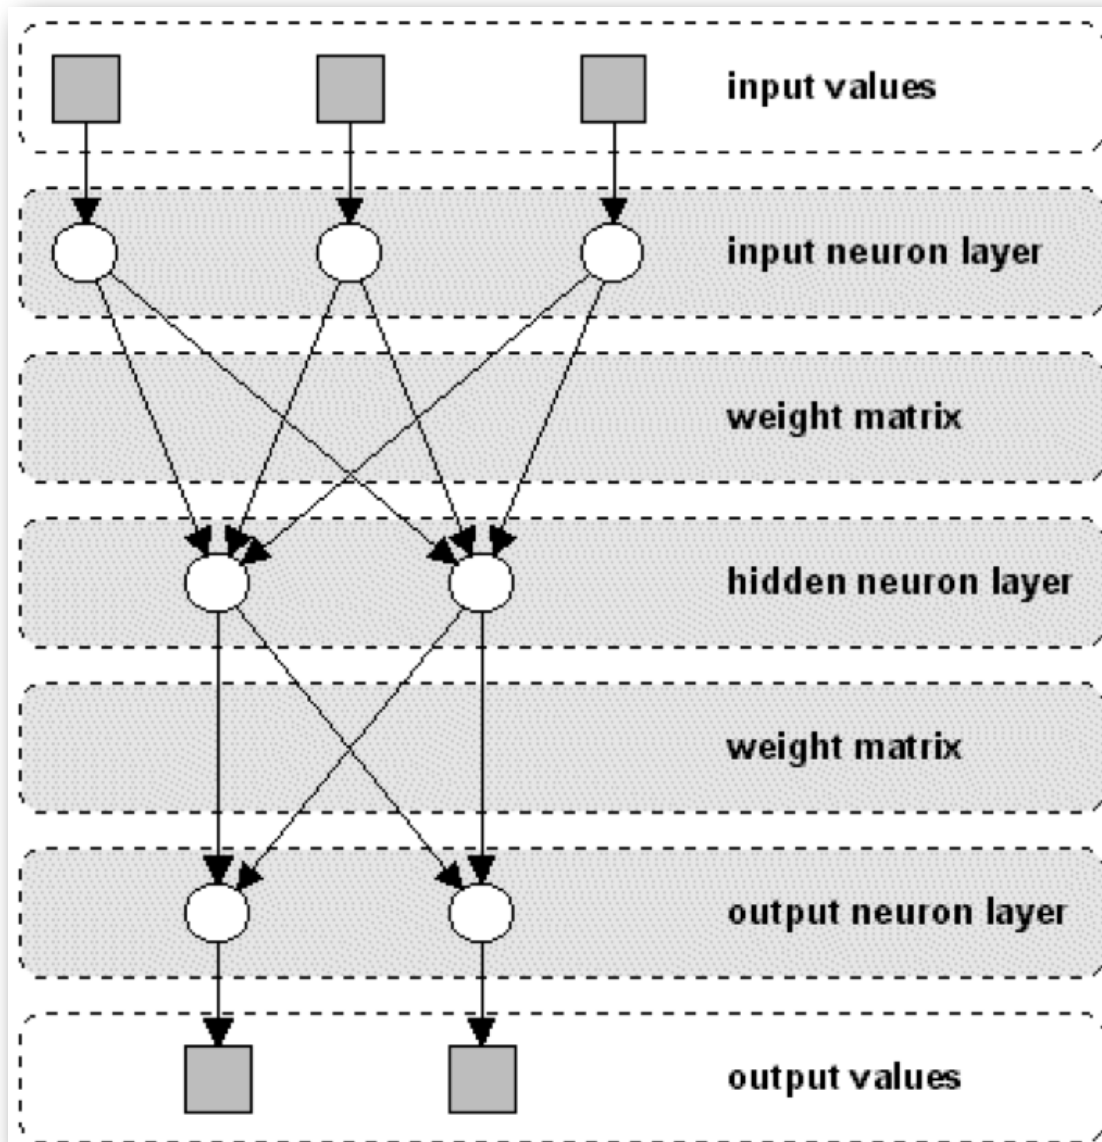 input values
input neuron layer
weight matrix
hidden neuron layer
weight matrix
output neuron layer
output values